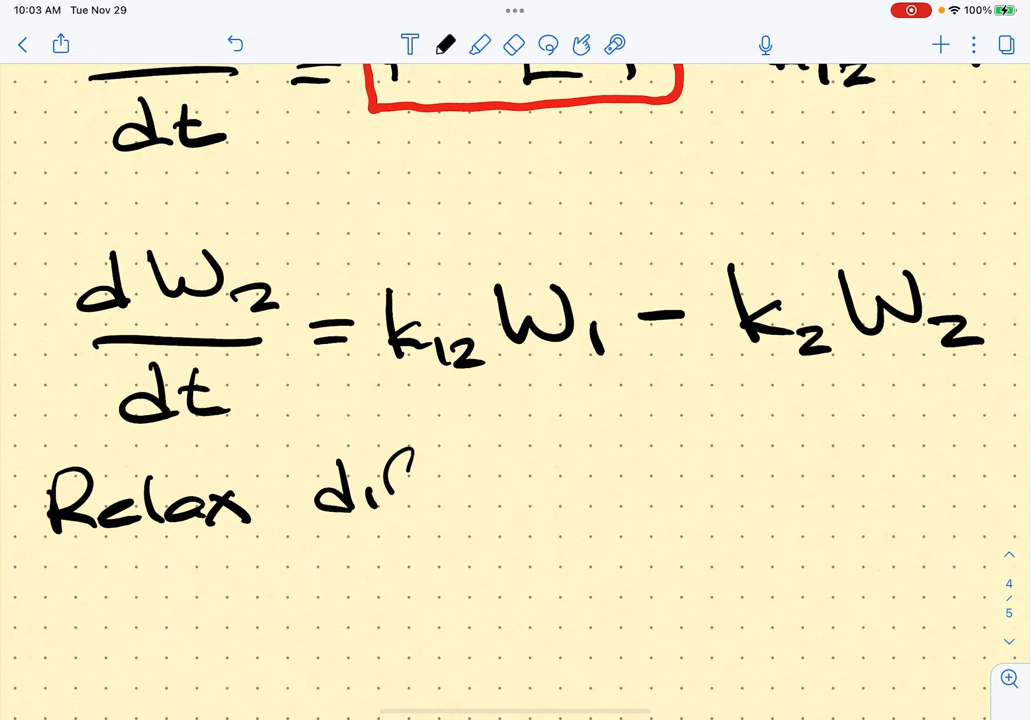 10:03 AM Tue Nov 29
100%
dt =
dW₂/dt = k₁₂W₁ - k₂W₂
Relax
4
/
5